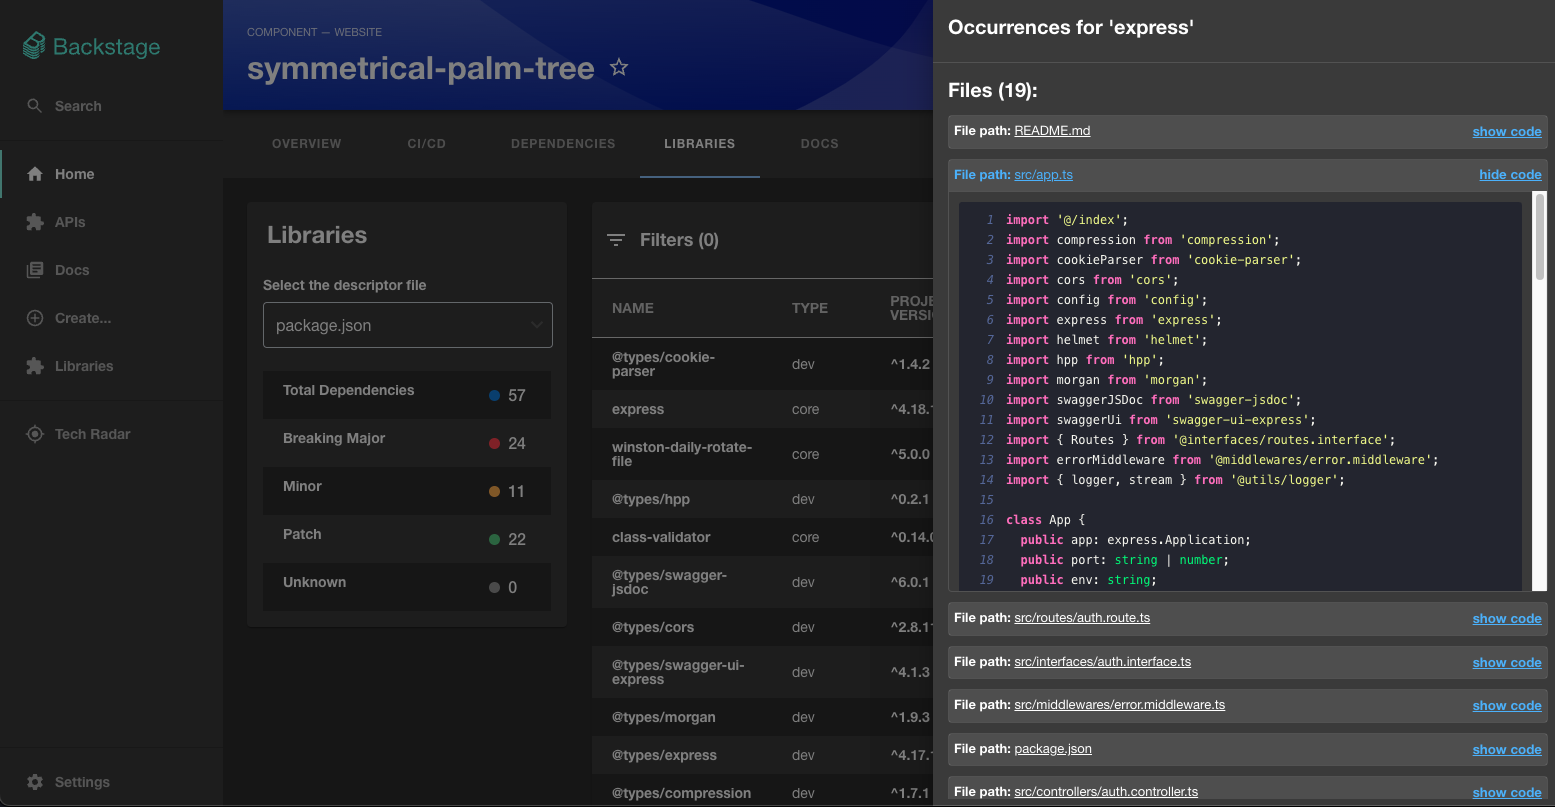 Backstage
Search
Home
APIs
Docs
Create...
Libraries
Tech Radar
Settings
COMPONENT — WEBSITE
symmetrical-palm-tree
OVERVIEW
CI/CD
DEPENDENCIES
LIBRARIES
DOCS
Libraries
Select the descriptor file
package.json
Total Dependencies 57
Breaking Major 24
Minor 11
Patch 22
Unknown 0
Filters (0)
NAME TYPE PROJE
VERSI
@types/cookie-
parser dev ^1.4.2
express core ^4.18.
winston-daily-rotate-
file core ^5.0.0
@types/hpp dev ^0.2.1
class-validator core ^0.14.
@types/swagger-
jsdoc dev ^6.0.1
@types/cors dev ^2.8.1
@types/swagger-ui-
express dev ^4.1.3
@types/morgan dev ^1.9.3
@types/express dev ^4.17.
@types/compression dev ^1.7.1
Occurrences for 'express'
Files (19):
File path: README.md show code
File path: src/app.ts hide code
1 import '@/index';
2 import compression from 'compression';
3 import cookieParser from 'cookie-parser';
4 import cors from 'cors';
5 import config from 'config';
6 import express from 'express';
7 import helmet from 'helmet';
8 import hpp from 'hpp';
9 import morgan from 'morgan';
10 import swaggerJSDoc from 'swagger-jsdoc';
11 import swaggerUi from 'swagger-ui-express';
12 import { Routes } from '@interfaces/routes.interface';
13 import errorMiddleware from '@middlewares/error.middleware';
14 import { logger, stream } from '@utils/logger';
15
16 class App {
17 public app: express.Application;
18 public port: string | number;
19 public env: string;
File path: src/routes/auth.route.ts show code
File path: src/interfaces/auth.interface.ts show code
File path: src/middlewares/error.middleware.ts show code
File path: package.json show code
File path: src/controllers/auth.controller.ts show code